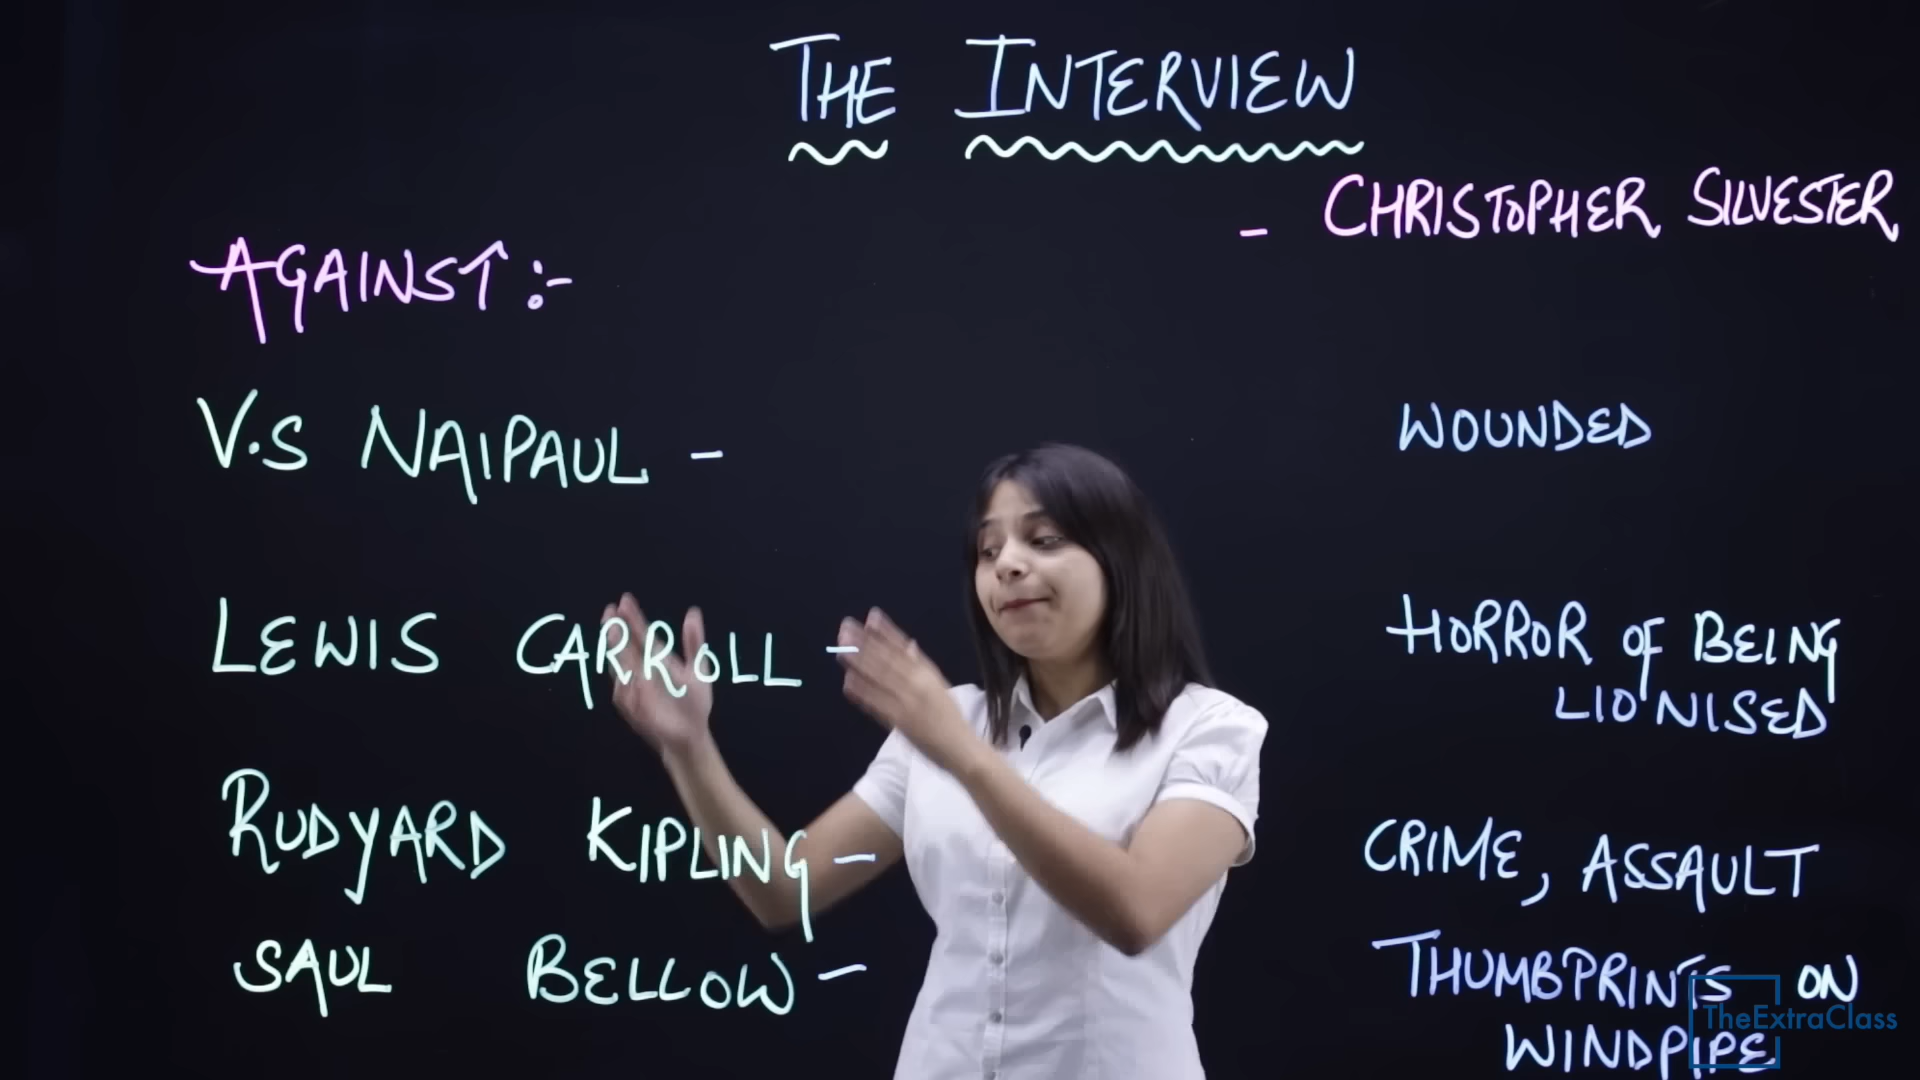 THE INTERVIEW
- CHRISTOPHER SILVESTER
AGAINST :-
V.S NAIPAUL - WOUNDED
LEWIS CARROLL - HORROR OF BEING
LIONISED
RUDYARD KIPLING - CRIME, ASSAULT
SAUL BELLOW - THUMBPRINTS ON
WINDPIPE
TheExtraClass